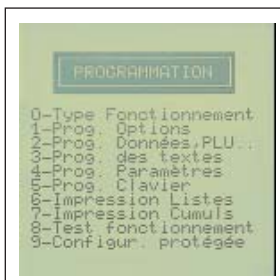 PROGRAMMATION
0-Type Fonctionnement
1-Prog. Options
2-Prog. Données,PLU..
3-Prog. des textes
4-Prog. Paramètres
5-Prog. Clavier
6-Impression Listes
7-Impression Cumuls
8-Test fonctionnement
9-Configur. protégée